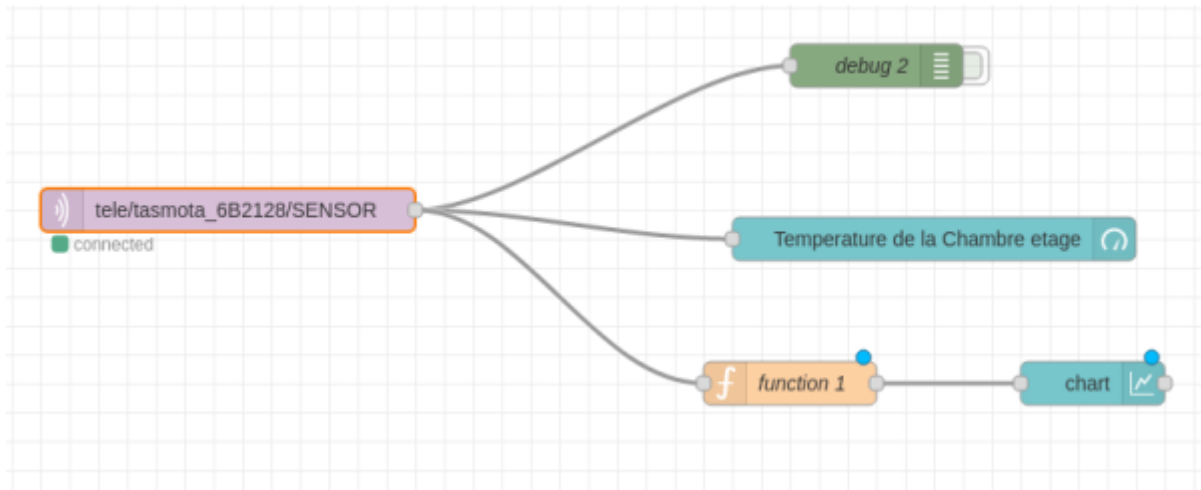 debug 2
tele/tasmota_6B2128/SENSOR
connected
Temperature de la Chambre etage
function 1
chart